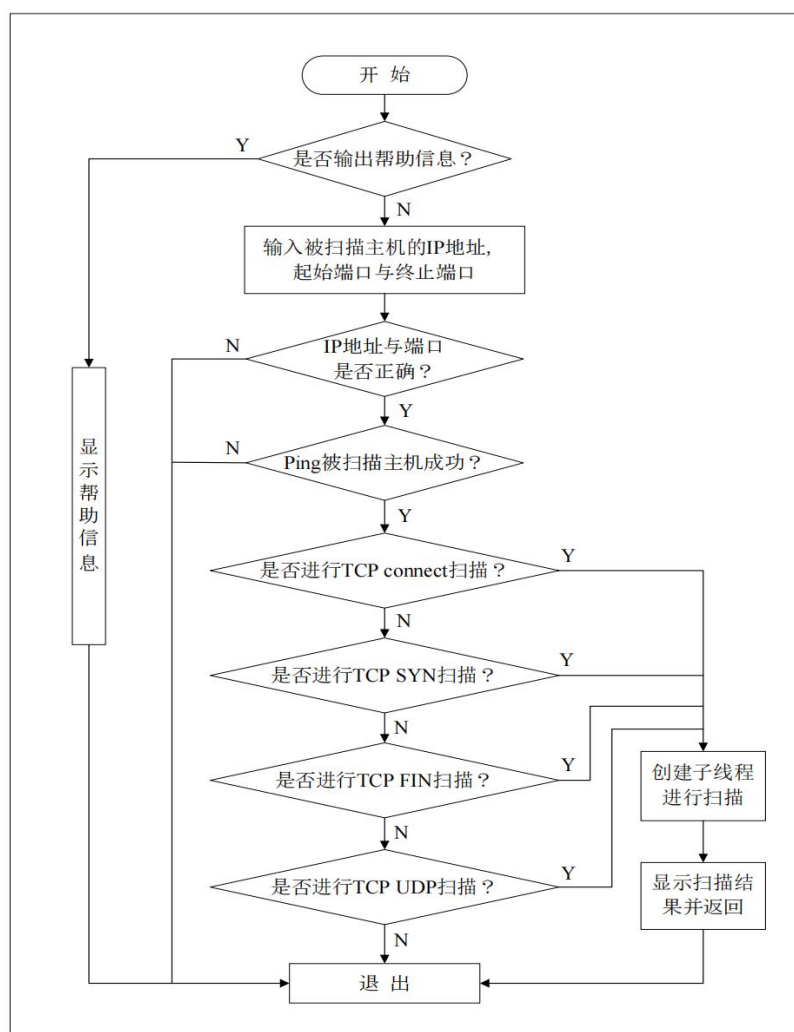 开 始
Y
是否输出帮助信息？
N
输入被扫描主机的IP地址,
起始端口与终止端口
N
IP地址与端口
是否正确？
Y
显
示
帮
助
信
息
N
Ping被扫描主机成功？
Y
是否进行TCP connect扫描？
Y
N
是否进行TCP SYN扫描？
Y
N
是否进行TCP FIN扫描？
Y
创建子线程
进行扫描
N
是否进行TCP UDP扫描？
Y
显示扫描结
果并返回
N
退 出